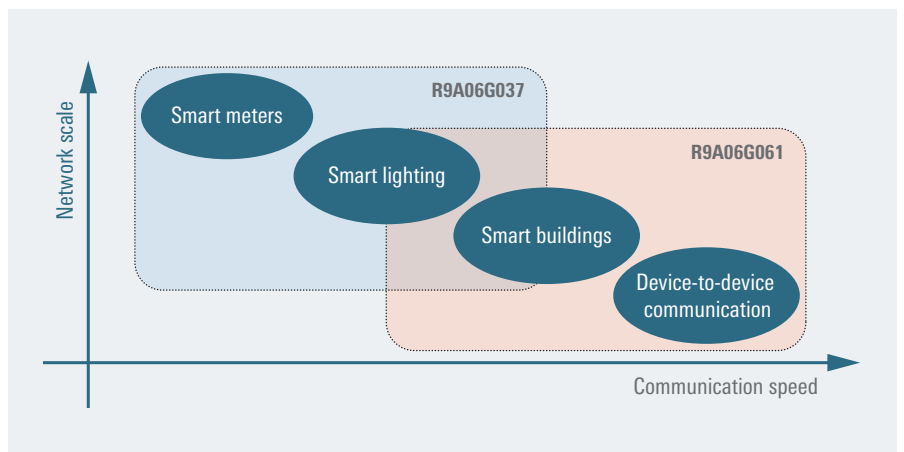 R9A06G037
Smart meters
R9A06G061
Smart lighting
Network scale
Smart buildings
Device-to-device
communication
Communication speed